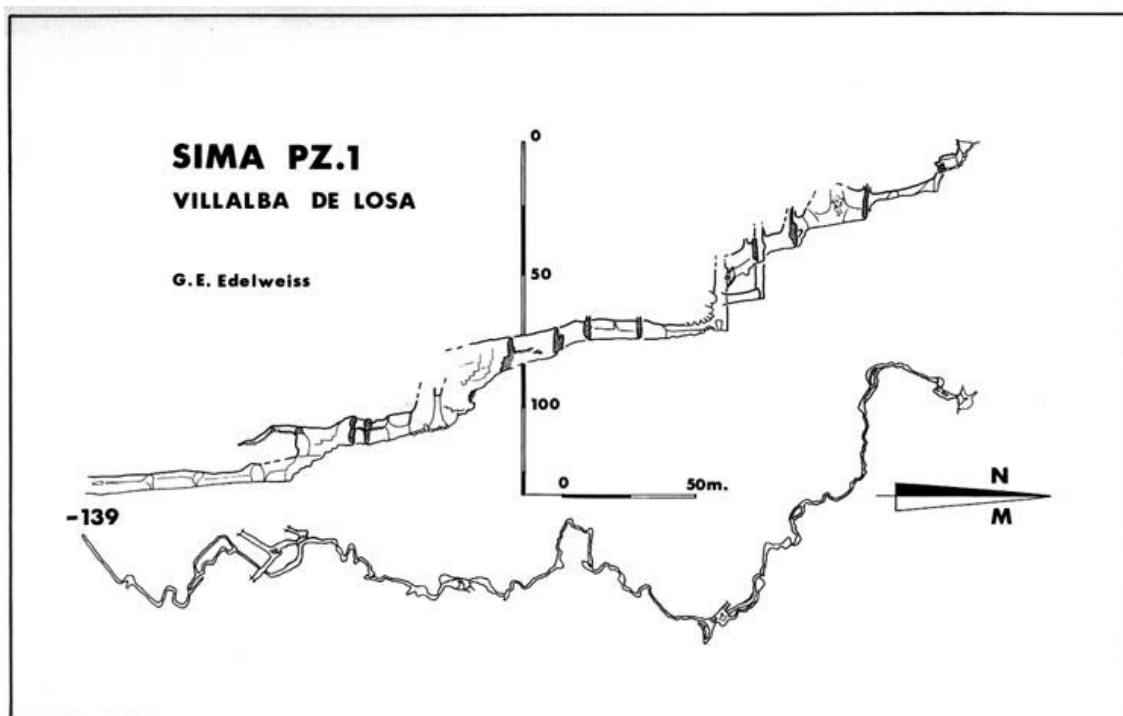 SIMA PZ.1
VILLALBA DE LOSA
G.E. Edelweiss
0
50
100
0 50m.
N
M
-139